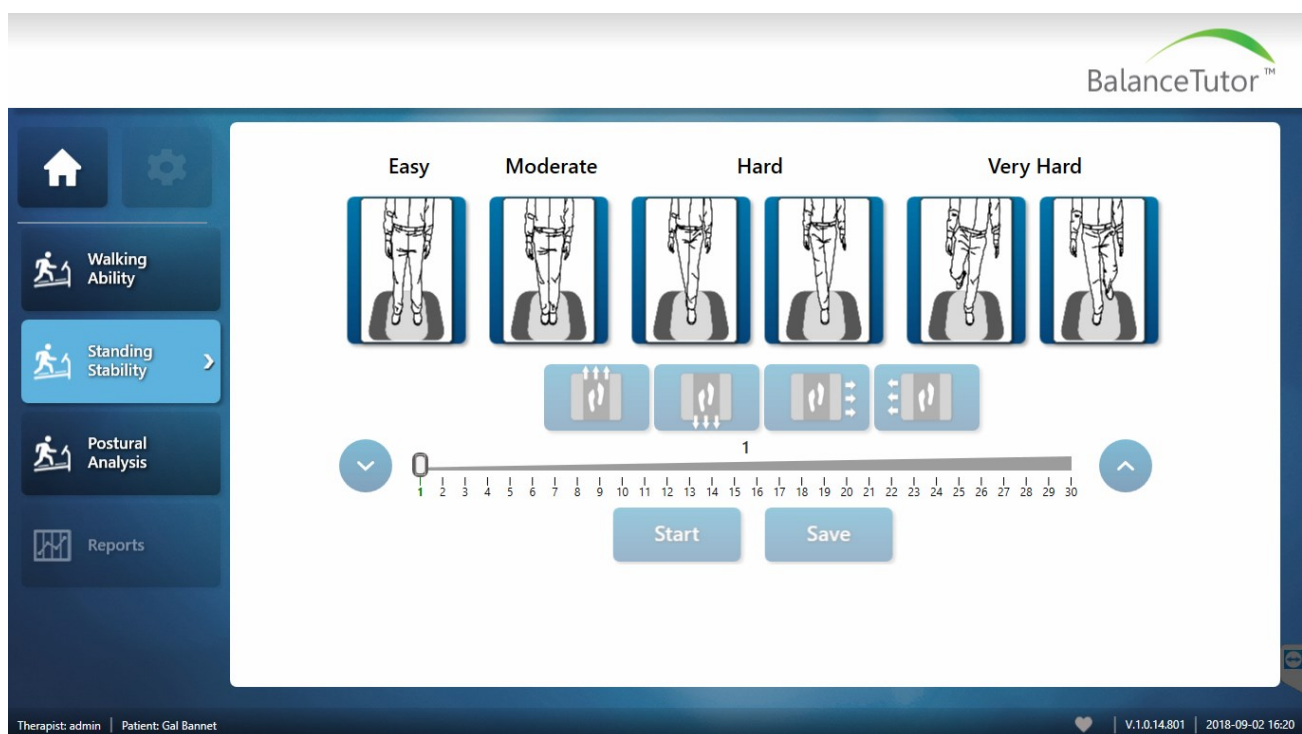 BalanceTutor™
Easy Moderate Hard Very Hard
Walking
Ability
Standing
Stability
Postural
Analysis
Reports
1
1 2 3 4 5 6 7 8 9 10 11 12 13 14 15 16 17 18 19 20 21 22 23 24 25 26 27 28 29 30
Start Save
Therapist: admin | Patient: Gal Bannet | V.1.0.14.801 | 2018-09-02 16:20